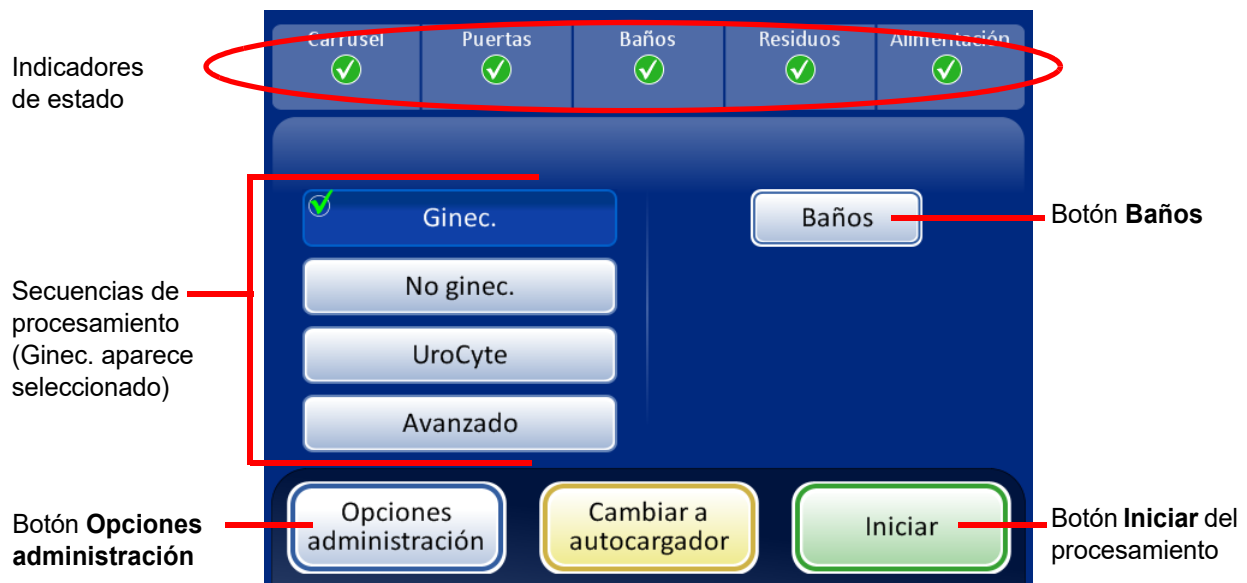 Carrusel
Puertas
Baños
Residuos
Alimentación
Indicadores
de estado
Ginec.
Baños
Botón Baños
No ginec.
Secuencias de
procesamiento
(Ginec. aparece
seleccionado)
UroCyte
Avanzado
Opciones
administración
Cambiar a
autocargador
Iniciar
Botón Opciones
administración
Botón Iniciar del
procesamiento